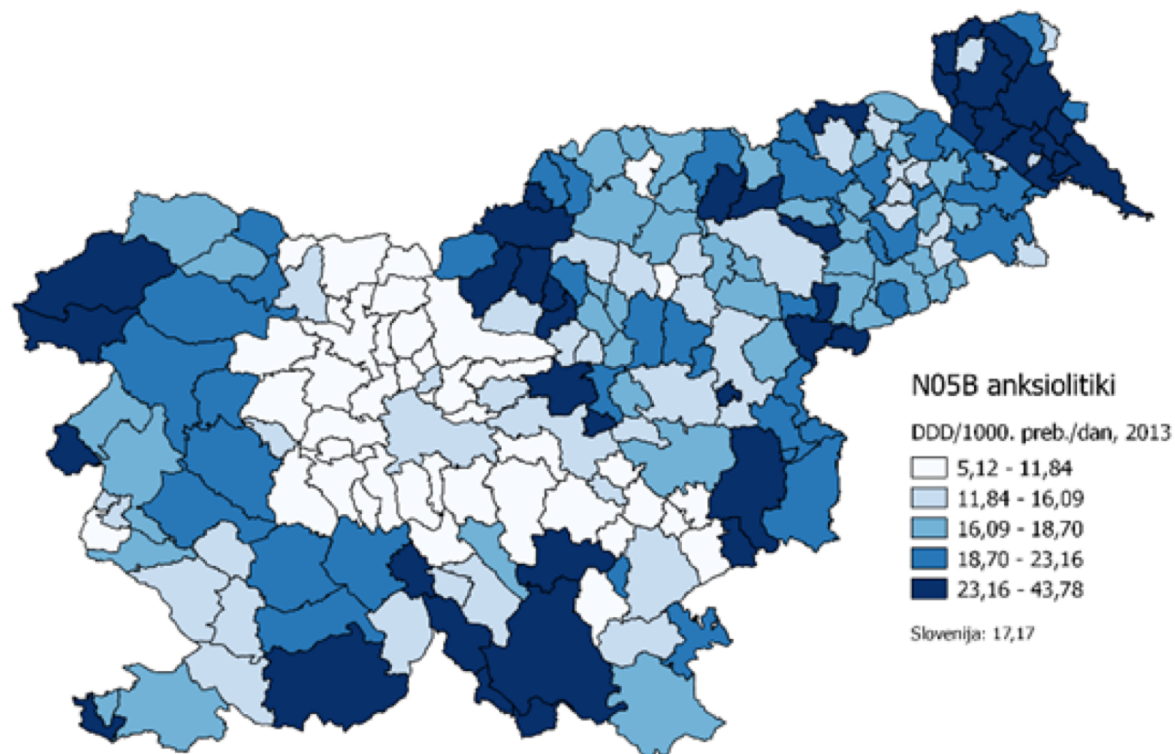 N05B anksiolitiki
DDD/1000. preb./dan, 2013
5,12 - 11,84
11,84 - 16,09
16,09 - 18,70
18,70 - 23,16
23,16 - 43,78
Slovenija: 17,17